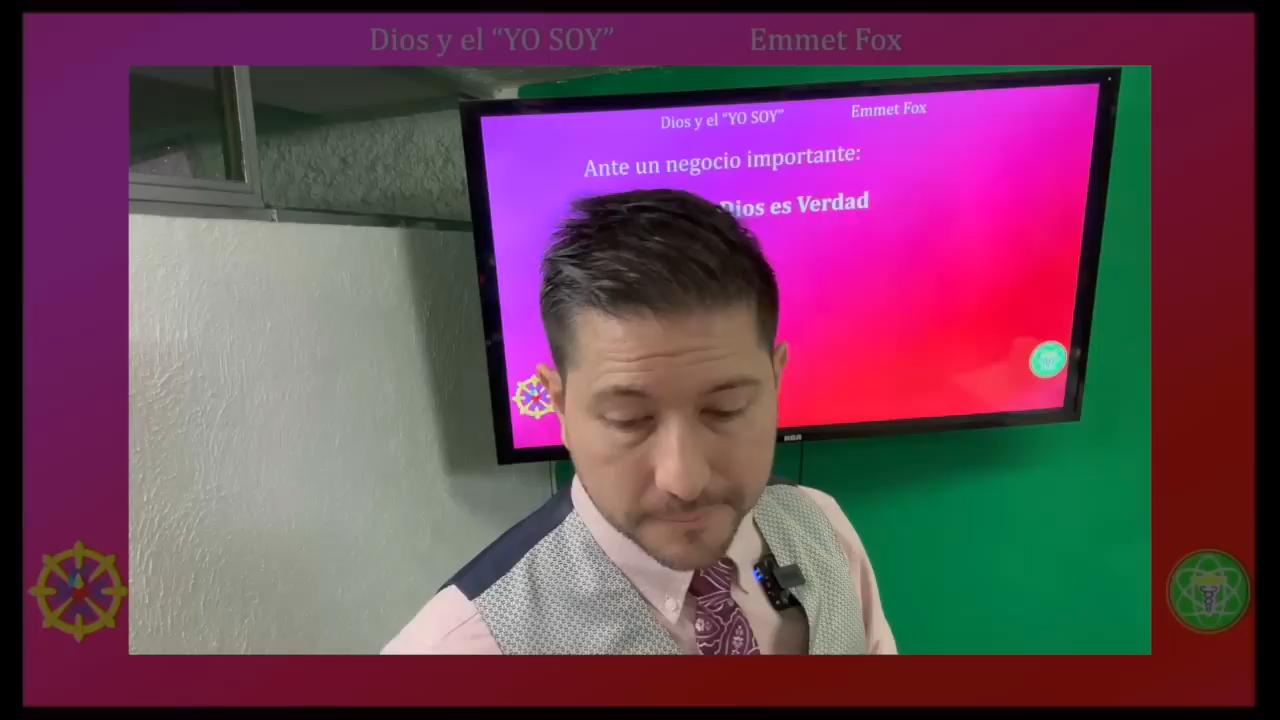 Dios y el “YO SOY” Emmet Fox
Dios y el “YO SOY” Emmet Fox
Ante un negocio importante:
Dios es Verdad
RCA